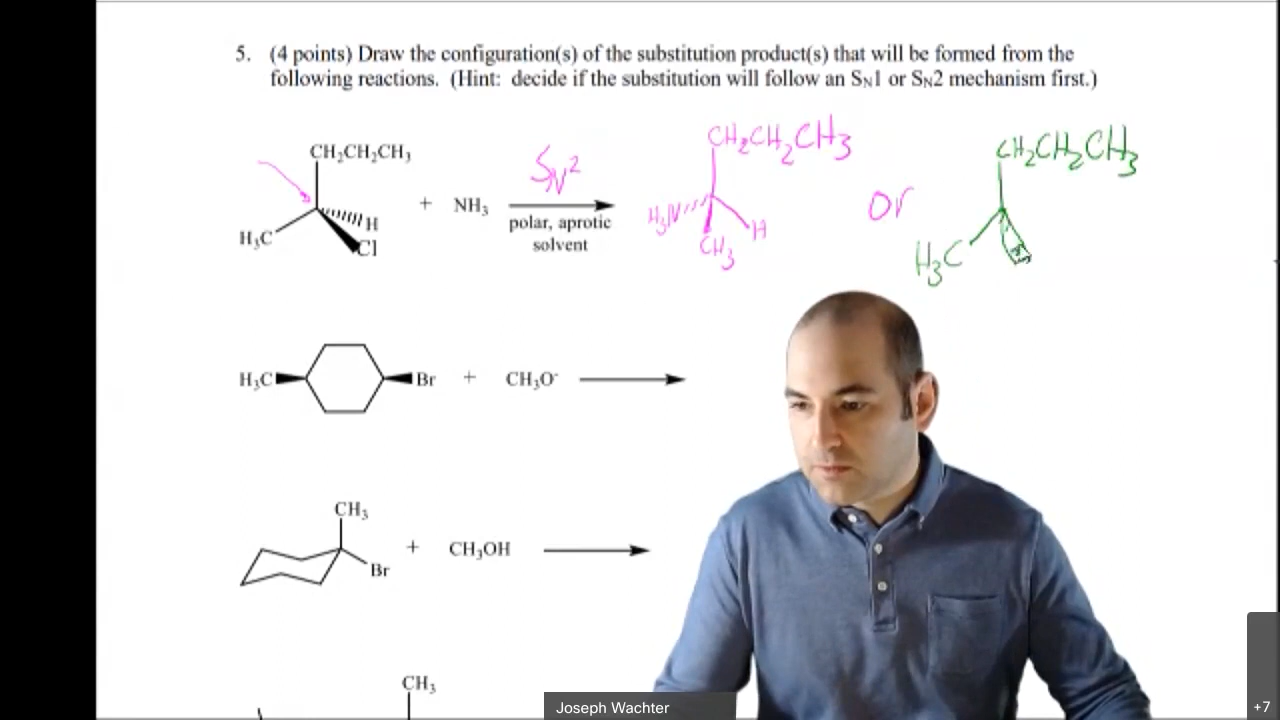 5. (4 points) Draw the configuration(s) of the substitution product(s) that will be formed from the
following reactions. (Hint: decide if the substitution will follow an SN1 or SN2 mechanism first.)
CH₂CH₂CH₃
H₃C
H
Cl
+ NH₃
SN2
polar, aprotic
solvent
CH₂CH₂CH₃
H₃N
H
CH₃
or
CH₂CH₂CH₃
H₃C
H₃C
Br + CH₃O⁻
CH₃
Br
+ CH₃OH
CH₃
Joseph Wachter
+7